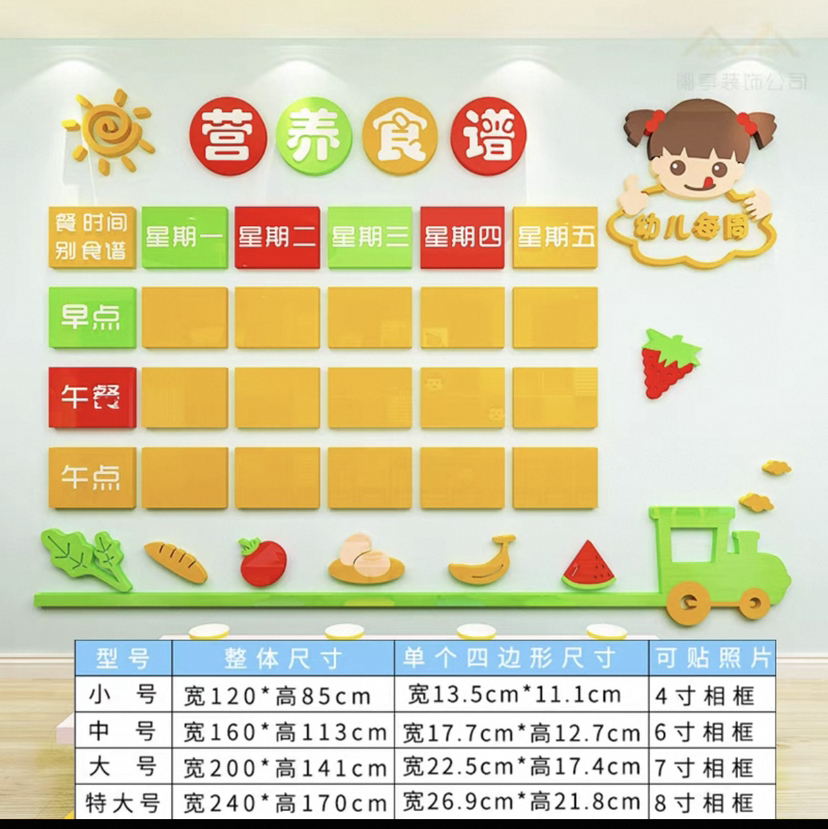 闽亭装饰公司
营养食谱
餐时间
别食谱
星期一
星期二
星期三
星期四
星期五
幼儿每周
早点
午餐
午点
型号 整体尺寸 单个四边形尺寸 可贴照片
小号 宽120*高85cm 宽13.5cm*11.1cm 4寸相框
中号 宽160*高113cm 宽17.7cm*高12.7cm 6寸相框
大号 宽200*高141cm 宽22.5cm*高17.4cm 7寸相框
特大号 宽240*高170cm 宽26.9cm*高21.8cm 8寸相框